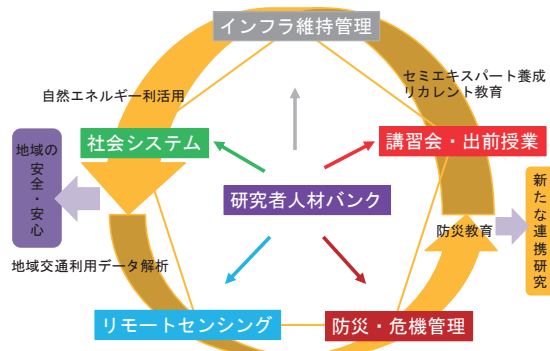 インフラ維持管理
セミエキスパート養成
リカレント教育
自然エネルギー利活用
社会システム
講習会・出前授業
地域の
安全・安心
研究者人材バンク
新たな連携研究
防災教育
地域交通利用データ解析
リモートセンシング
防災・危機管理